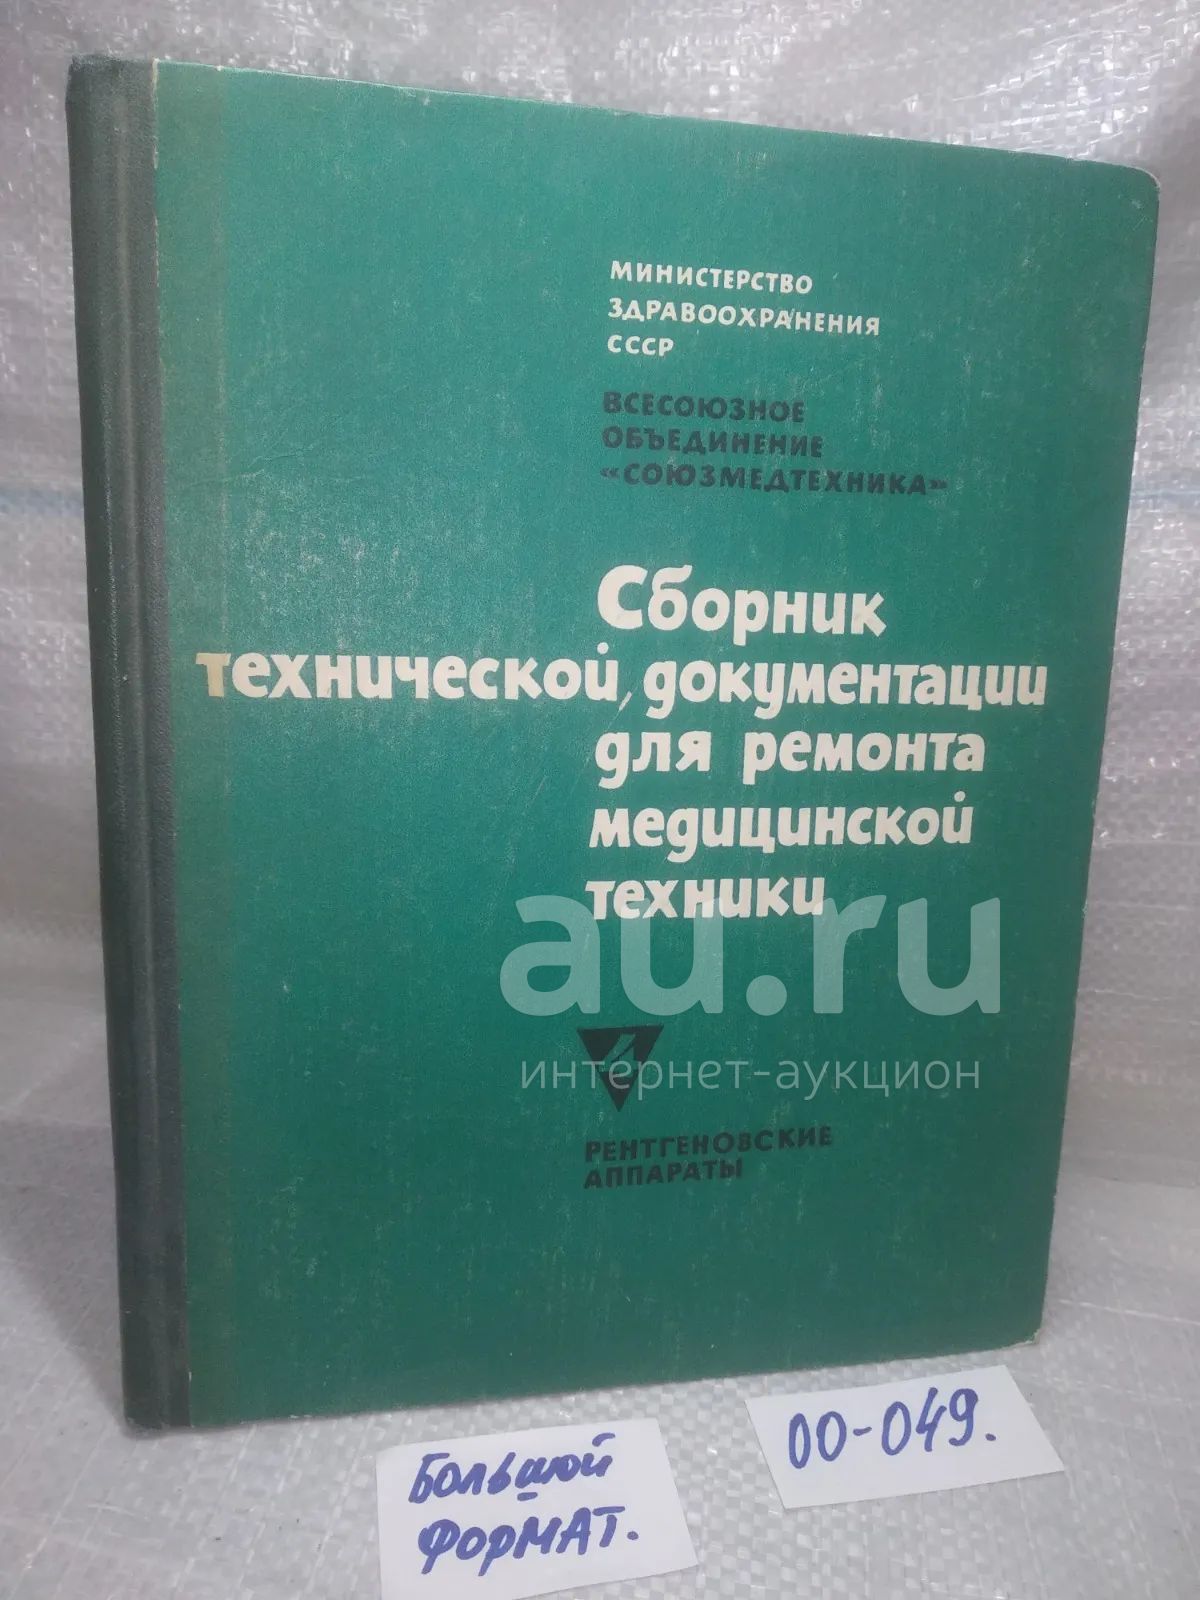 МИНИСТЕРСТВО
ЗДРАВООХРАНЕНИЯ
СССР
ВСЕСОЮЗНОЕ
ОБЪЕДИНЕНИЕ
«СОЮЗМЕДТЕХНИКА»
Сборник
технической документации
для ремонта
медицинской
техники
au.ru
4
интернет-аукцион
РЕНТГЕНОВСКИЕ
АППАРАТЫ
00-049.
Большой
ФОРМАТ.